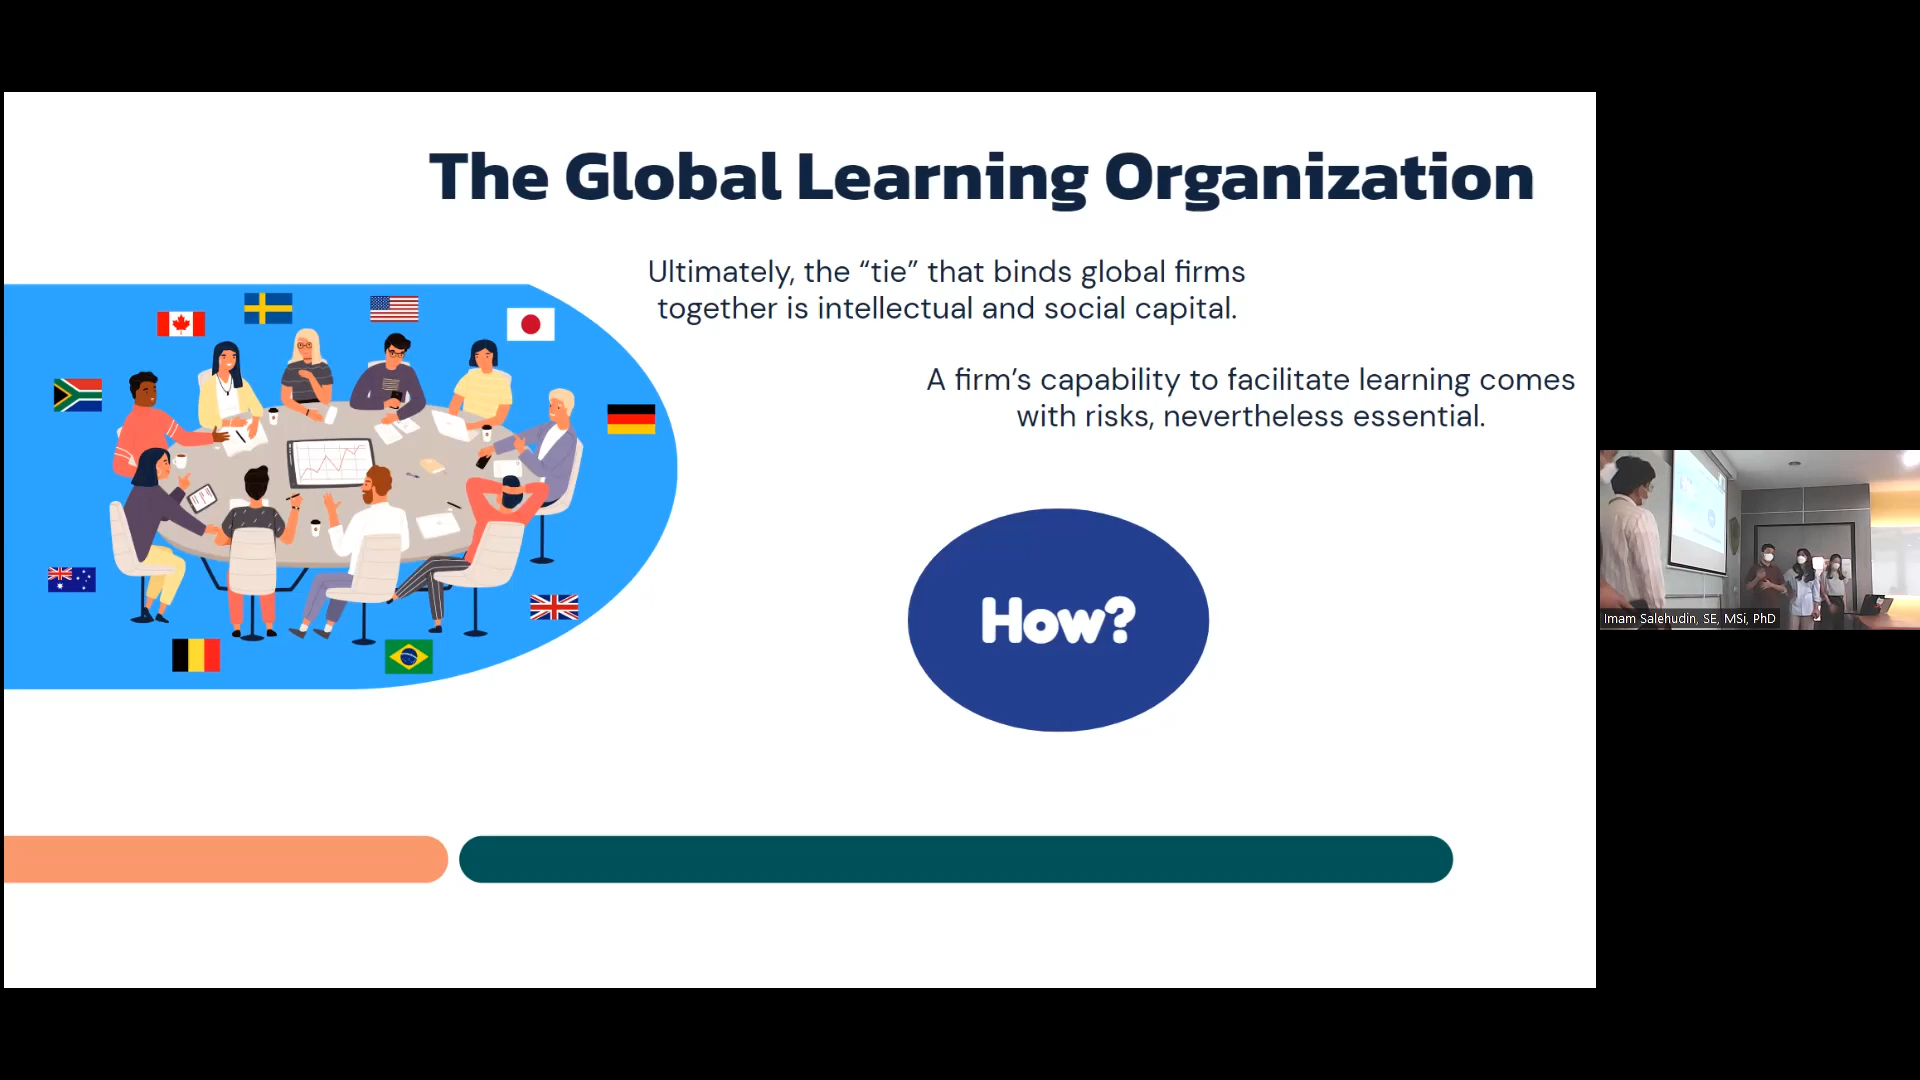 The Global Learning Organization
Ultimately, the “tie” that binds global firms
together is intellectual and social capital.
A firm’s capability to facilitate learning comes
with risks, nevertheless essential.
How?
Imam Salehudin, SE, MSi, PhD